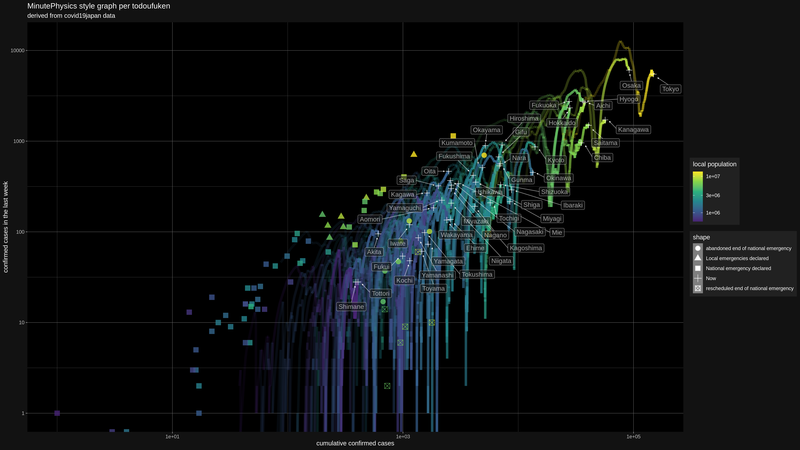 MinutePhysics style graph per todoufuken
derived from covid19japan data
confirmed cases in the last week
10000
1000
100
10
1
1e+01
1e+03
1e+05
cumulative confirmed cases
Osaka
Tokyo
Hyogo
Fukuoka
Aichi
Hiroshima
Hokkaido
Kanagawa
Okayama
Gifu
Kumamoto
Saitama
Fukushima
Nara
Kyoto
Chiba
Oita
Saga
Gunma
Okinawa
Kagawa
Ishikawa
Shizuoka
Yamaguchi
Shiga
Ibaraki
Aomori
Miyazaki
Tochigi
Miyagi
Wakayama
Nagano
Nagasaki
Mie
Iwate
Akita
Ehime
Kagoshima
Fukui
Yamagata
Niigata
Kochi
Yamanashi
Tokushima
Toyama
Tottori
Shimane
local population
1e+07
3e+06
1e+06
shape
abandoned end of national emergency
Local emergencies declared
National emergency declared
Now
rescheduled end of national emergency